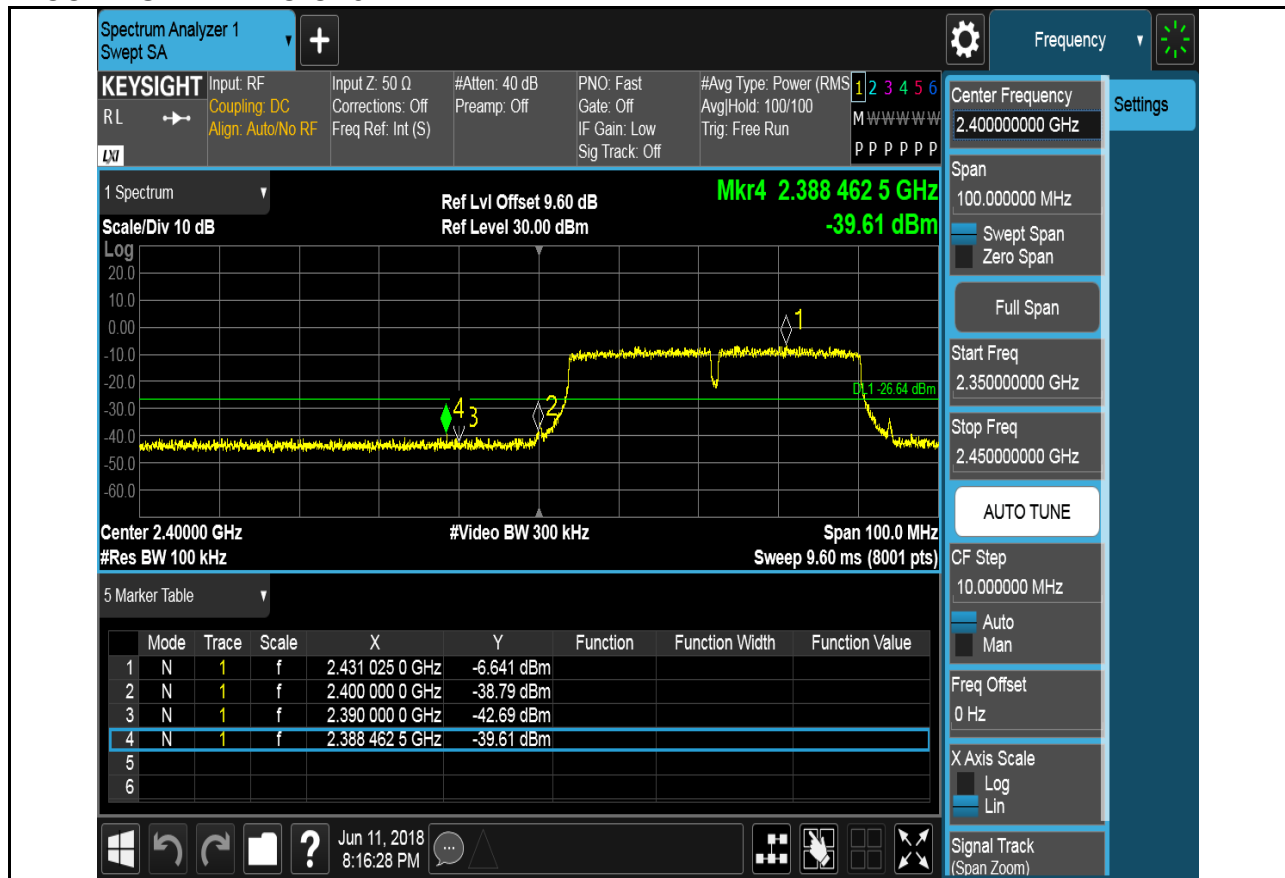 Spectrum Analyzer 1
Swept SA
Frequency
KEYSIGHT
RL
LXI
Input: RF
Coupling: DC
Align: Auto/No RF
Input Z: 50 Ω
Corrections: Off
Freq Ref: Int (S)
#Atten: 40 dB
Preamp: Off
PNO: Fast
Gate: Off
IF Gain: Low
Sig Track: Off
#Avg Type: Power (RMS
Avg|Hold: 100/100
Trig: Free Run
1 2 3 4 5 6
M W W W W W
P P P P P P
1 Spectrum
Scale/Div 10 dB
Ref Lvl Offset 9.60 dB
Ref Level 30.00 dBm
Mkr4 2.388 462 5 GHz
-39.61 dBm
Log
20.0
10.0
0.00
-10.0
-20.0
-30.0
-40.0
-50.0
-60.0
1
DL1 -26.64 dBm
4
3
2
Center 2.40000 GHz
#Video BW 300 kHz
Span 100.0 MHz
#Res BW 100 kHz
Sweep 9.60 ms (8001 pts)
5 Marker Table
Mode Trace Scale X Y Function Function Width Function Value
1 N 1 f 2.431 025 0 GHz -6.641 dBm
2 N 1 f 2.400 000 0 GHz -38.79 dBm
3 N 1 f 2.390 000 0 GHz -42.69 dBm
4 N 1 f 2.388 462 5 GHz -39.61 dBm
5
6
?
Jun 11, 2018
8:16:28 PM
Center Frequency
2.400000000 GHz
Settings
Span
100.000000 MHz
Swept Span
Zero Span
Full Span
Start Freq
2.350000000 GHz
Stop Freq
2.450000000 GHz
AUTO TUNE
CF Step
10.000000 MHz
Auto
Man
Freq Offset
0 Hz
X Axis Scale
Log
Lin
Signal Track
(Span Zoom)